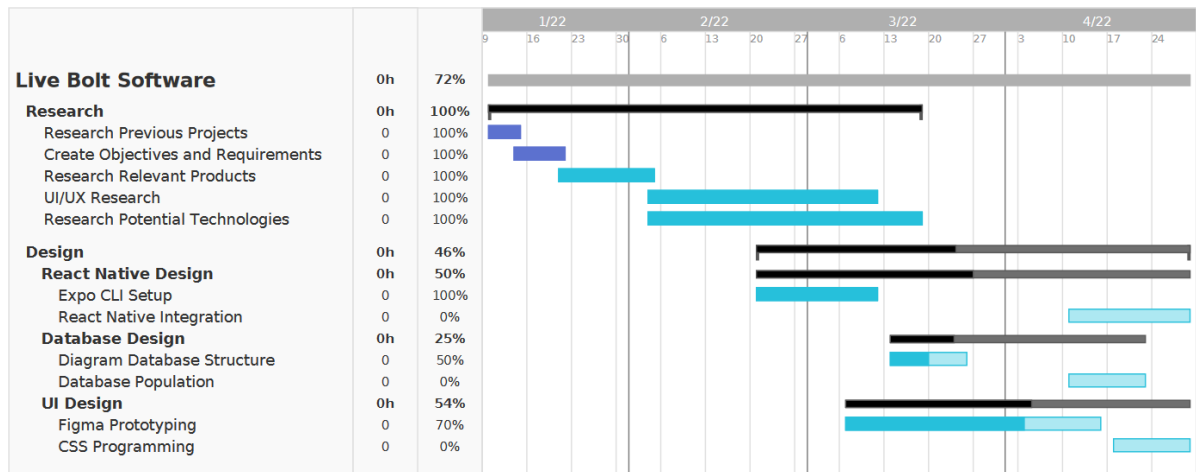 1/22 2/22 3/22 4/22
9 16 23 30 6 13 20 27 6 13 20 27 3 10 17 24
Live Bolt Software 0h 72%
Research 0h 100%
Research Previous Projects 0 100%
Create Objectives and Requirements 0 100%
Research Relevant Products 0 100%
UI/UX Research 0 100%
Research Potential Technologies 0 100%
Design 0h 46%
React Native Design 0h 50%
Expo CLI Setup 0 100%
React Native Integration 0 0%
Database Design 0h 25%
Diagram Database Structure 0 50%
Database Population 0 0%
UI Design 0h 54%
Figma Prototyping 0 70%
CSS Programming 0 0%